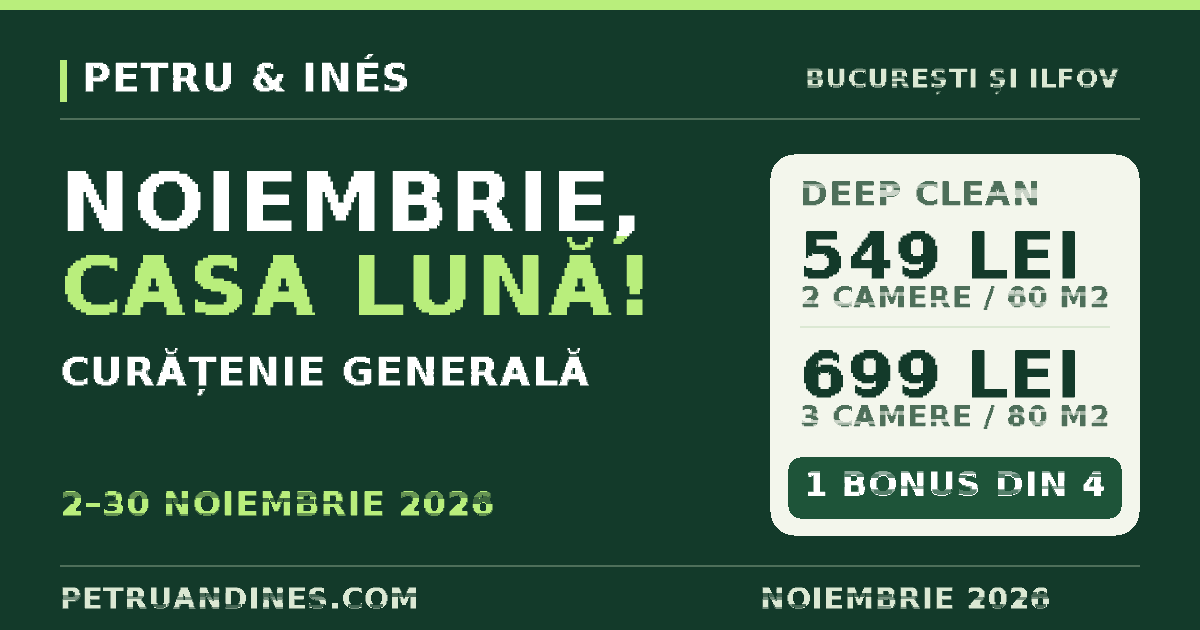 PETRU & INÉS
BUCUREȘTI ȘI ILFOV
NOIEMBRIE,
CASA LUNĂ!
CURĂȚENIE GENERALĂ
2–30 NOIEMBRIE 2026
DEEP CLEAN
549 LEI
2 CAMERE / 60 M2
699 LEI
3 CAMERE / 80 M2
1 BONUS DIN 4
PETRUANDINES.COM
NOIEMBRIE 2026